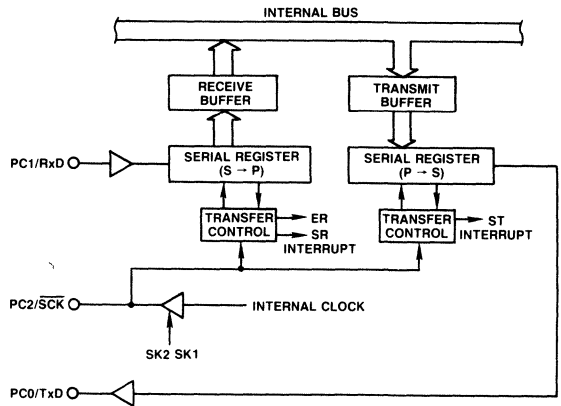 INTERNAL BUS
RECEIVE
BUFFER
TRANSMIT
BUFFER
PC1/RxD
SERIAL REGISTER
(S → P)
SERIAL REGISTER
(P → S)
TRANSFER
CONTROL
ER
SR
INTERRUPT
TRANSFER
CONTROL
ST
INTERRUPT
PC2/S̅C̅K̅
INTERNAL CLOCK
SK2 SK1
PC0/TxD